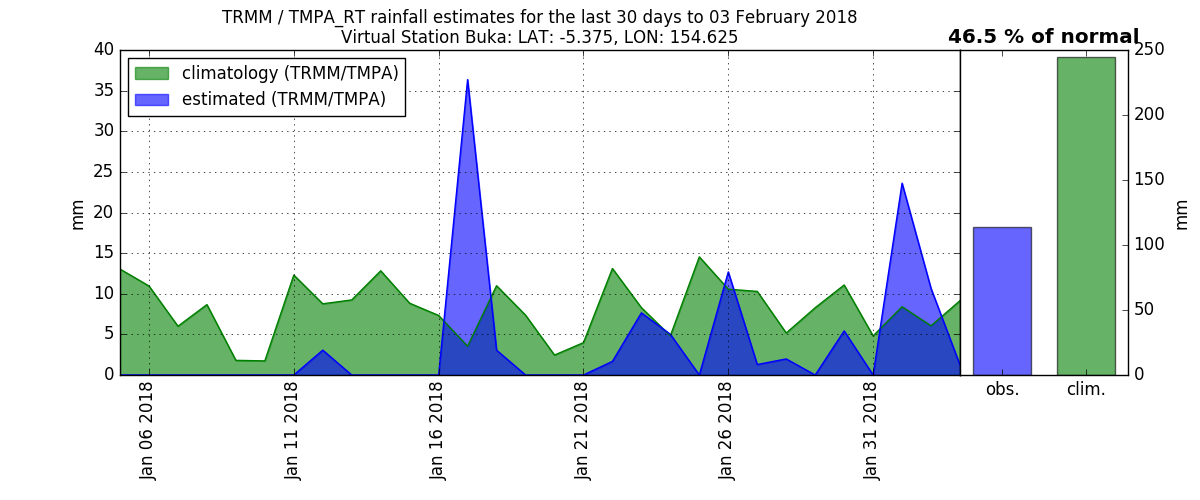 TRMM / TMPA_RT rainfall estimates for the last 30 days to 03 February 2018
Virtual Station Buka: LAT: -5.375, LON: 154.625
46.5 % of normal
climatology (TRMM/TMPA)
estimated (TRMM/TMPA)
40
35
30
25
20
15
10
5
0
mm
Jan 06 2018
Jan 11 2018
Jan 16 2018
Jan 21 2018
Jan 26 2018
Jan 31 2018
250
200
150
100
50
0
mm
obs.
clim.